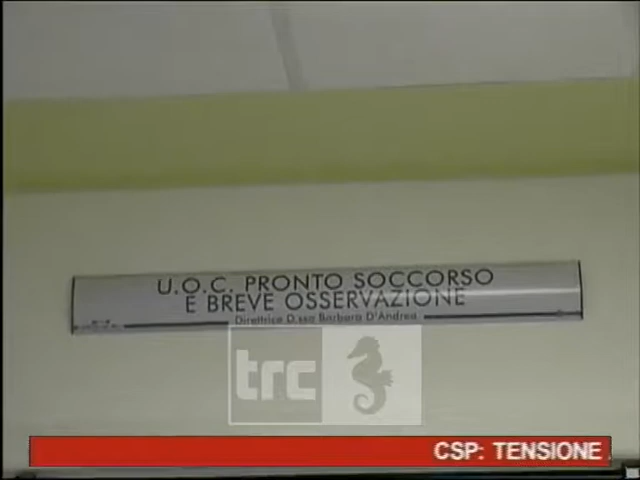 U.O.C. PRONTO SOCCORSO
E BREVE OSSERVAZIONE
Direttrice D.ssa Barbara D'Andrea
trc
CSP: TENSIONE